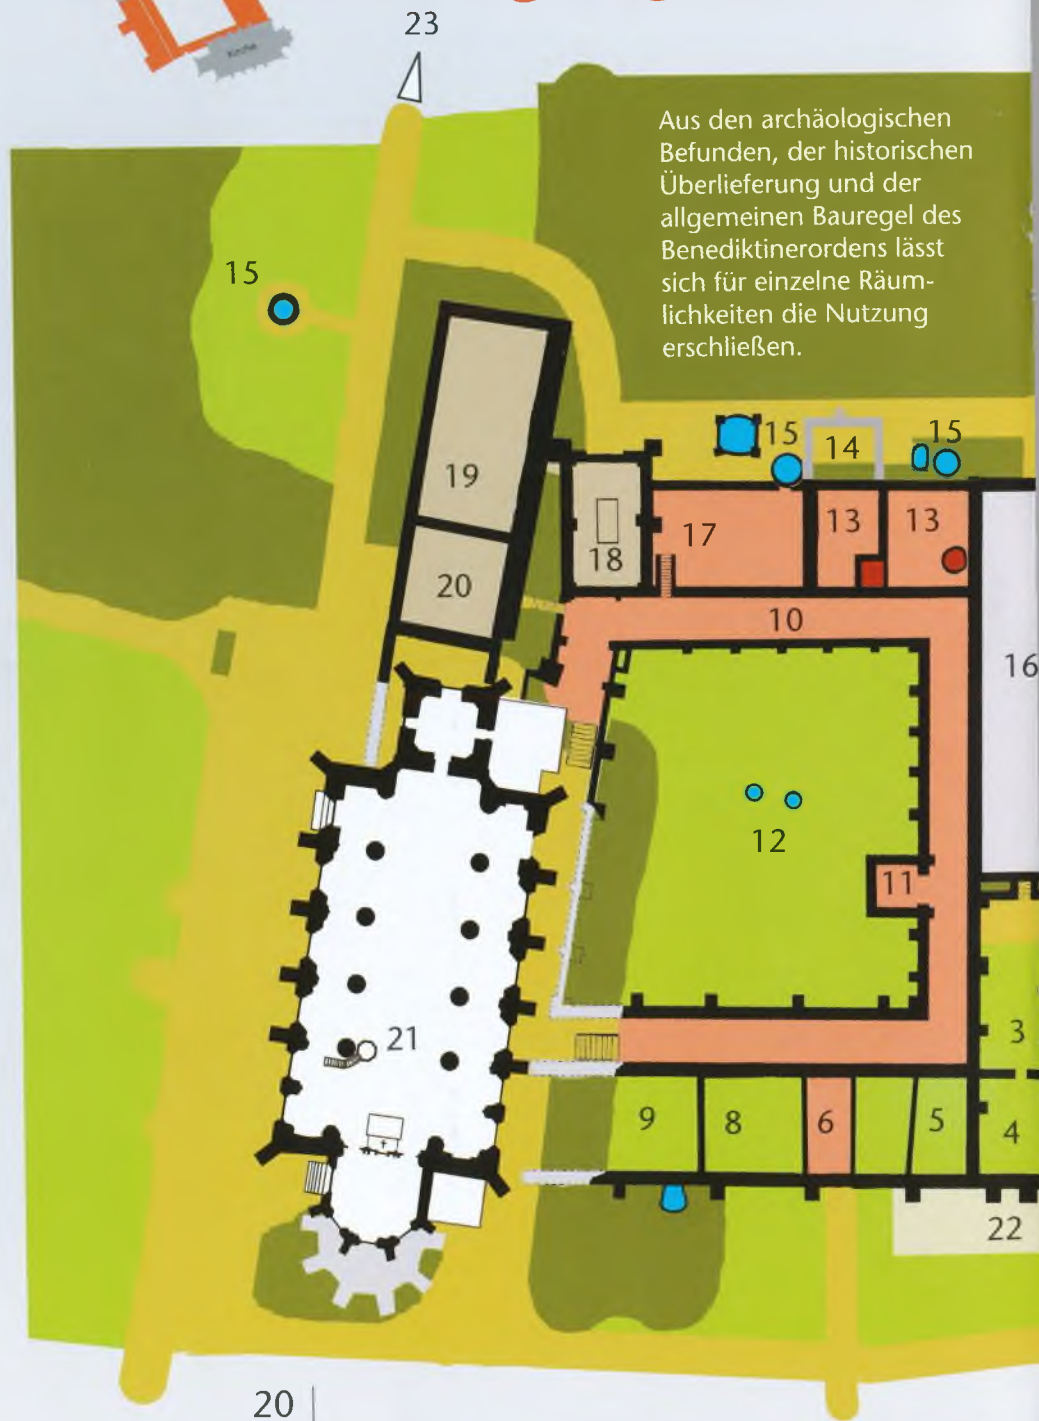 Kirche
23
Aus den archäologischen
Befunden, der historischen
Überlieferung und der
allgemeinen Bauregel des
Benediktinerordens lässt
sich für einzelne Räum-
lichkeiten die Nutzung
erschließen.
15
15
14
15
19
18
17
13
13
20
10
16
12
11
21
3
9
8
6
5
4
22
20